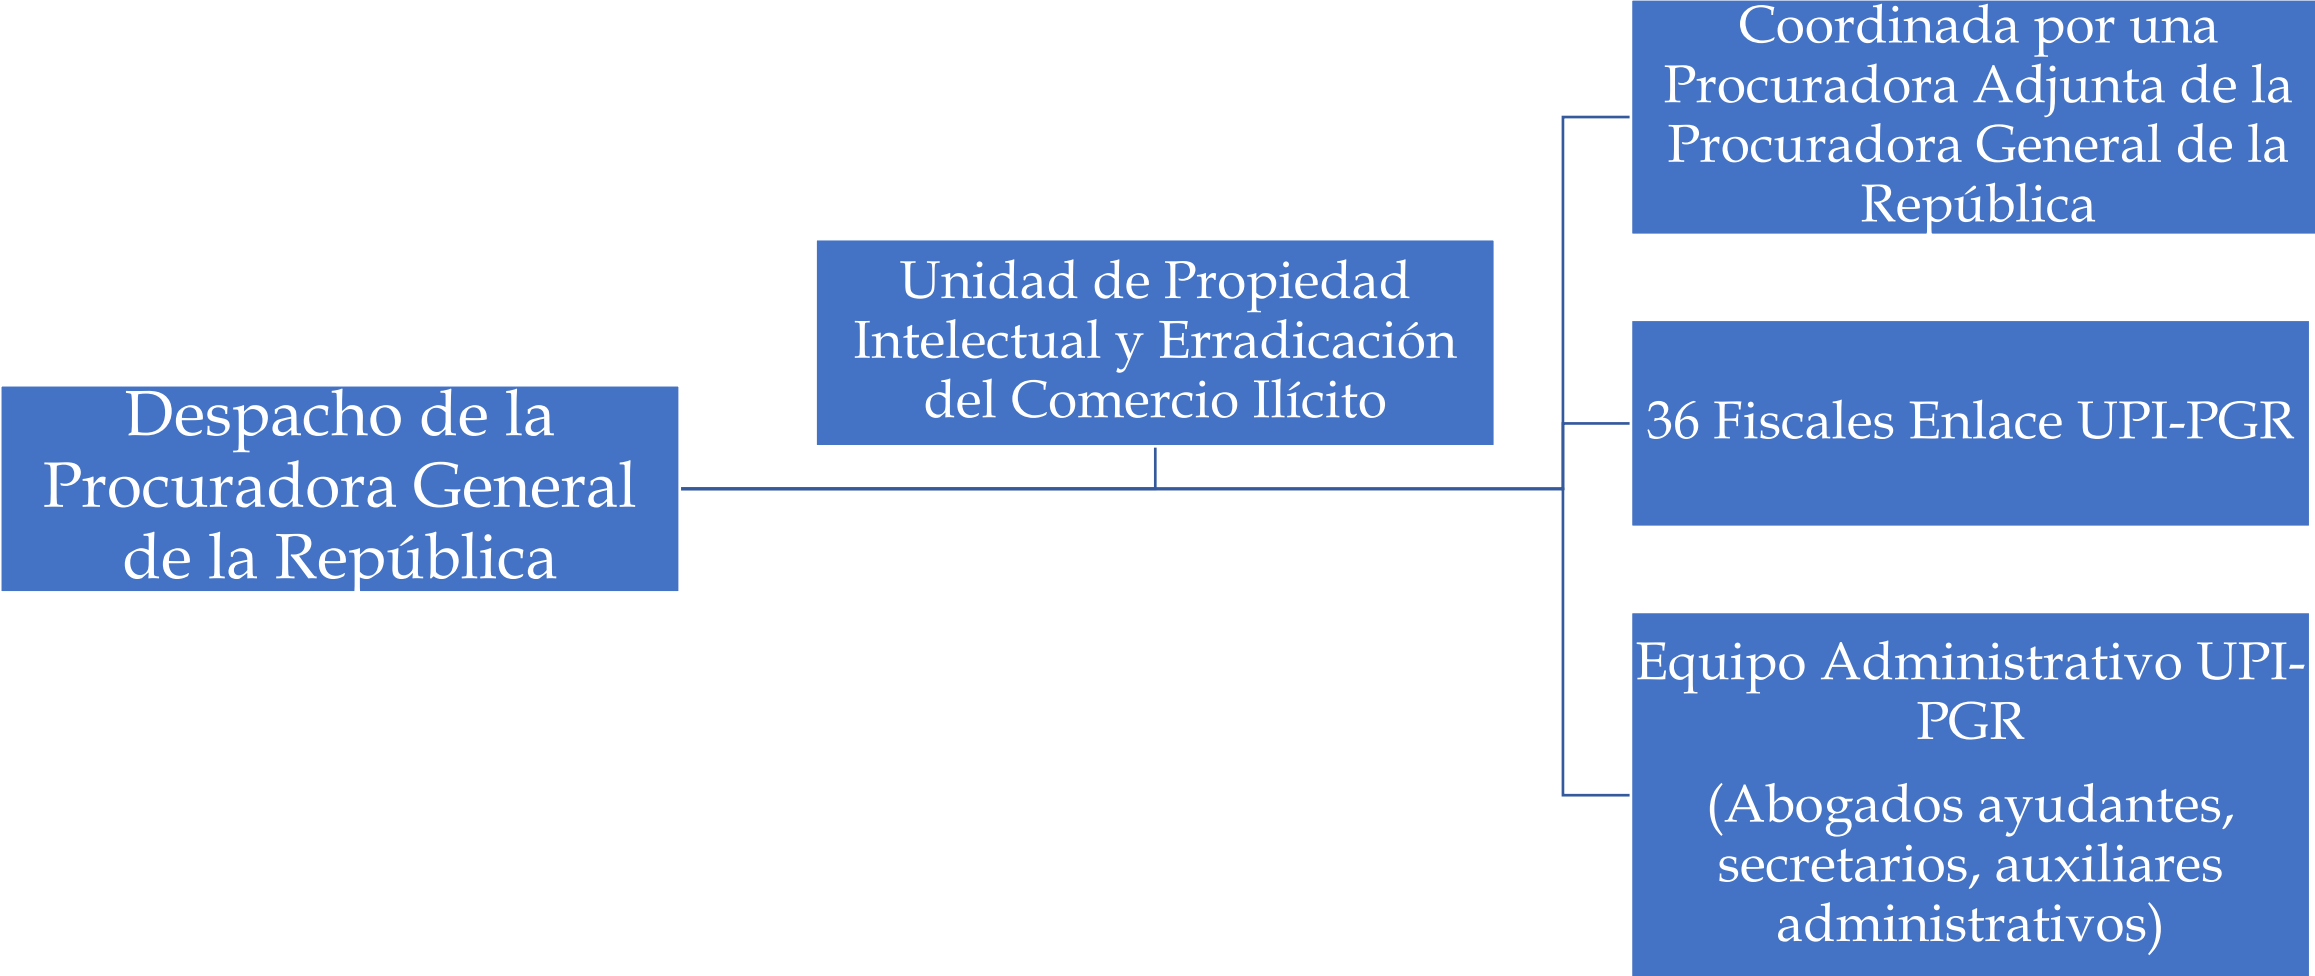 Despacho de la
Procuradora General
de la República
Unidad de Propiedad
Intelectual y Erradicación
del Comercio Ilícito
Coordinada por una
Procuradora Adjunta de la
Procuradora General de la
República
36 Fiscales Enlace UPI-PGR
Equipo Administrativo UPI-
PGR
(Abogados ayudantes,
secretarios, auxiliares
administrativos)